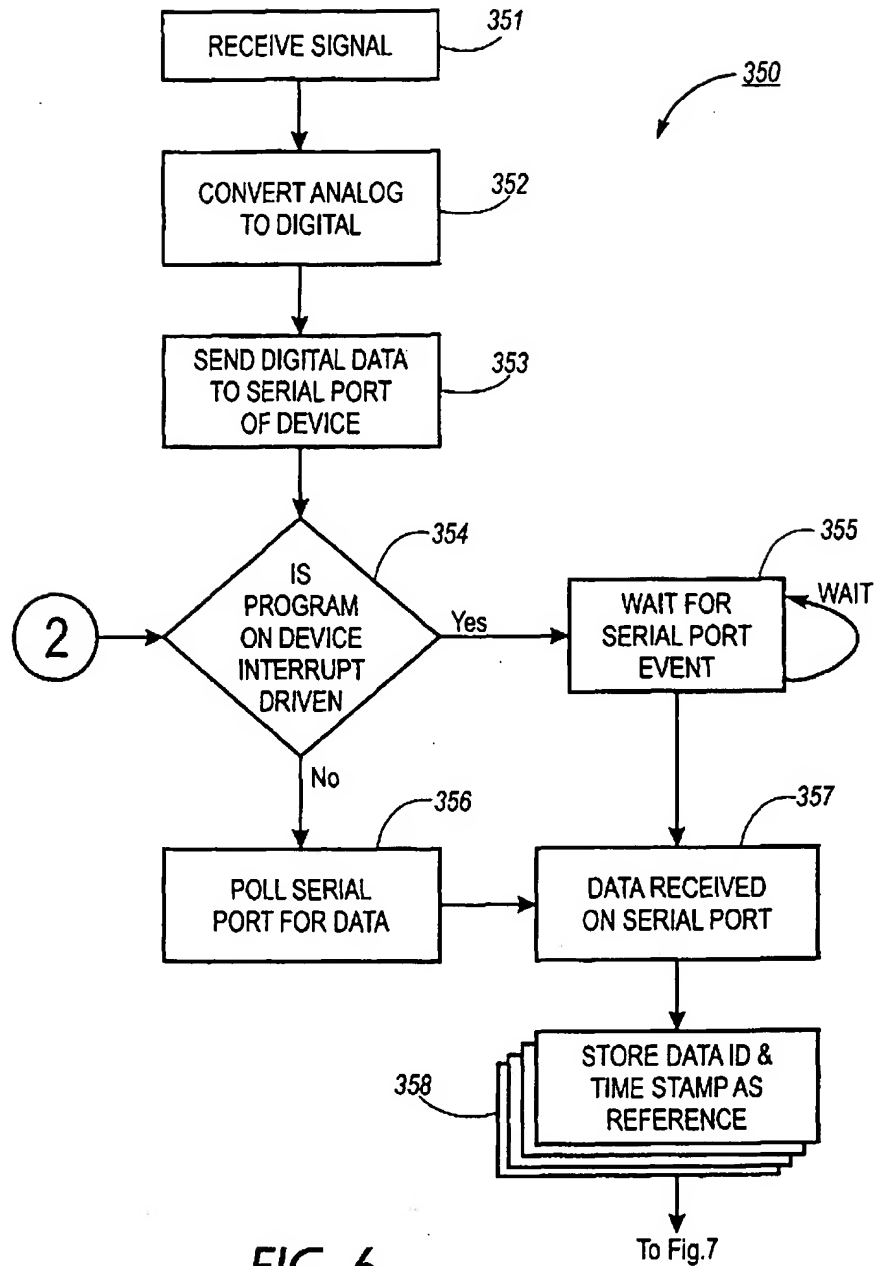 RECEIVE SIGNAL
351
350
CONVERT ANALOG
TO DIGITAL
352
SEND DIGITAL DATA
TO SERIAL PORT
OF DEVICE
353
354
IS
PROGRAM
ON DEVICE
INTERRUPT
DRIVEN
2
Yes
355
WAIT FOR
SERIAL PORT
EVENT
WAIT
No
356
POLL SERIAL
PORT FOR DATA
357
DATA RECEIVED
ON SERIAL PORT
358
STORE DATA ID &
TIME STAMP AS
REFERENCE
To Fig.7
FIG. 6